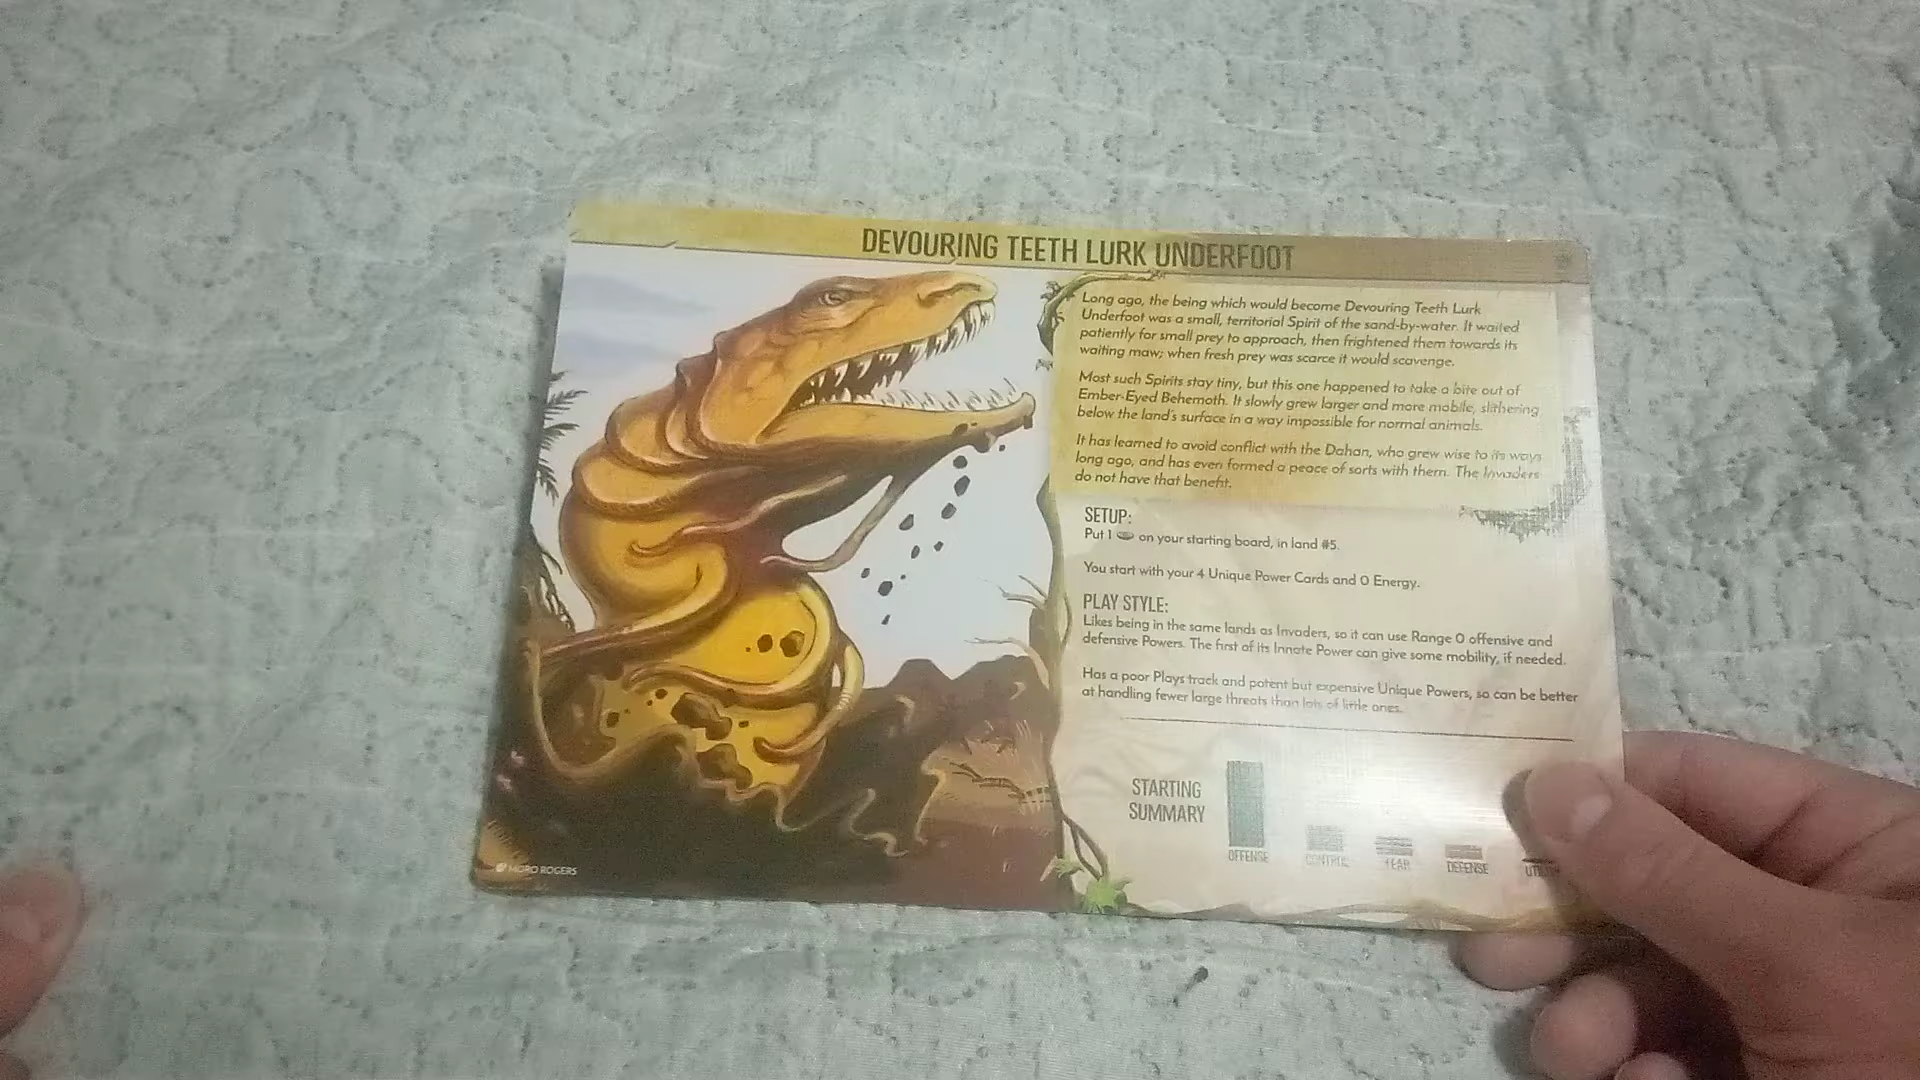 DEVOURING TEETH LURK UNDERFOOT
Long ago, the being which would become Devouring Teeth Lurk
Underfoot was a small, territorial Spirit of the sand-by-water. It waited
patiently for small prey to approach, then frightened them towards its
waiting maw; when fresh prey was scarce it would scavenge.
Most such Spirits stay tiny, but this one happened to take a bite out of
Ember-Eyed Behemoth. It slowly grew larger and more mobile, slithering
below the land's surface in a way impossible for normal animals.
It has learned to avoid conflict with the Dahan, who grew wise to its ways
long ago, and has even formed a peace of sorts with them. The Invaders
do not have that benefit.
SETUP:
Put 1 on your starting board, in land #5.
You start with your 4 Unique Power Cards and 0 Energy.
PLAY STYLE:
Likes being in the same lands as Invaders, so it can use Range 0 offensive and
defensive Powers. The first of its Innate Power can give some mobility, if needed.
Has a poor Plays track and potent but expensive Unique Powers, so can be better
at handling fewer large threats than lots of little ones.
STARTING
SUMMARY
OFFENSE CONTROL FEAR DEFENSE
MORO ROGERS